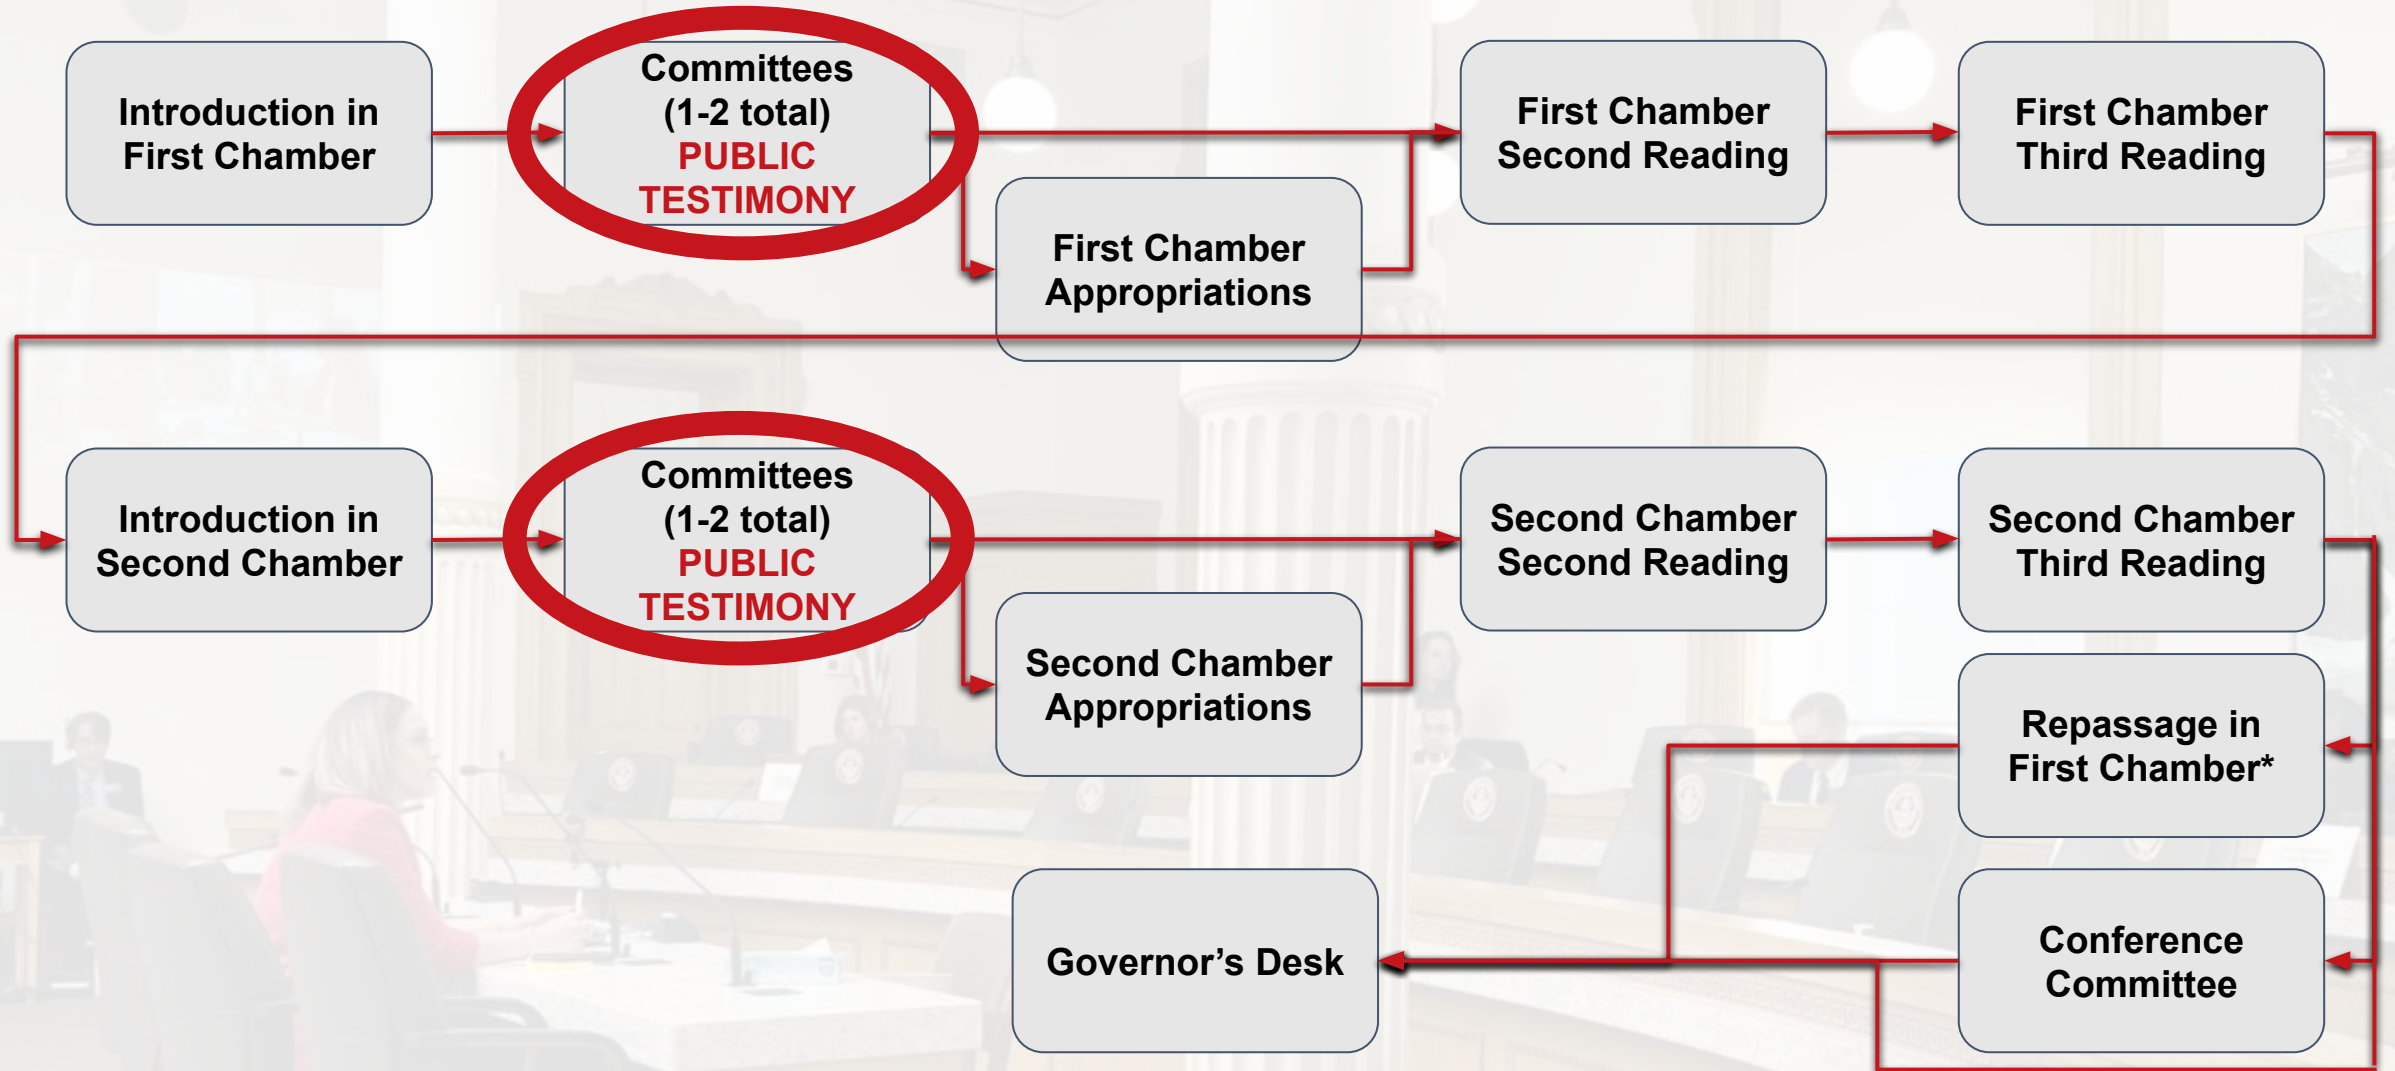 Introduction in
First Chamber
Committees
(1-2 total)
PUBLIC
TESTIMONY
First Chamber
Appropriations
First Chamber
Second Reading
First Chamber
Third Reading
Introduction in
Second Chamber
Committees
(1-2 total)
PUBLIC
TESTIMONY
Second Chamber
Appropriations
Second Chamber
Second Reading
Second Chamber
Third Reading
Repassage in
First Chamber*
Conference
Committee
Governor’s Desk